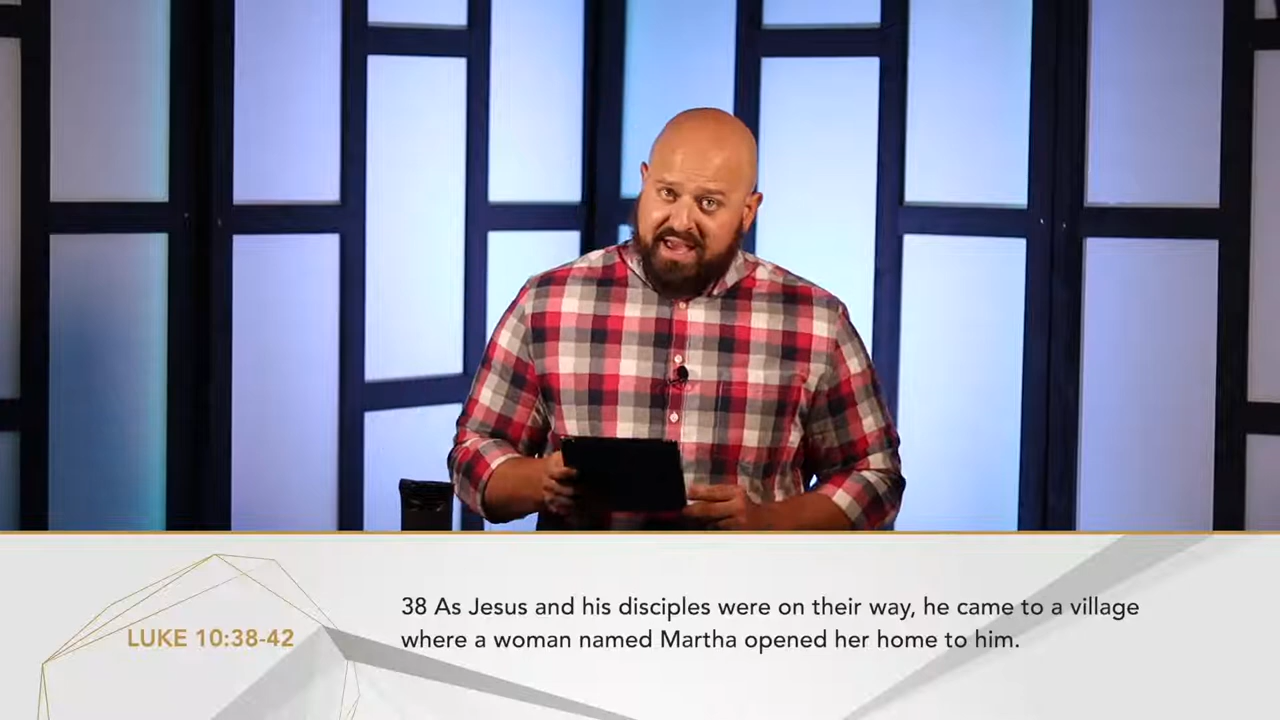 LUKE 10:38-42
38 As Jesus and his disciples were on their way, he came to a village
where a woman named Martha opened her home to him.